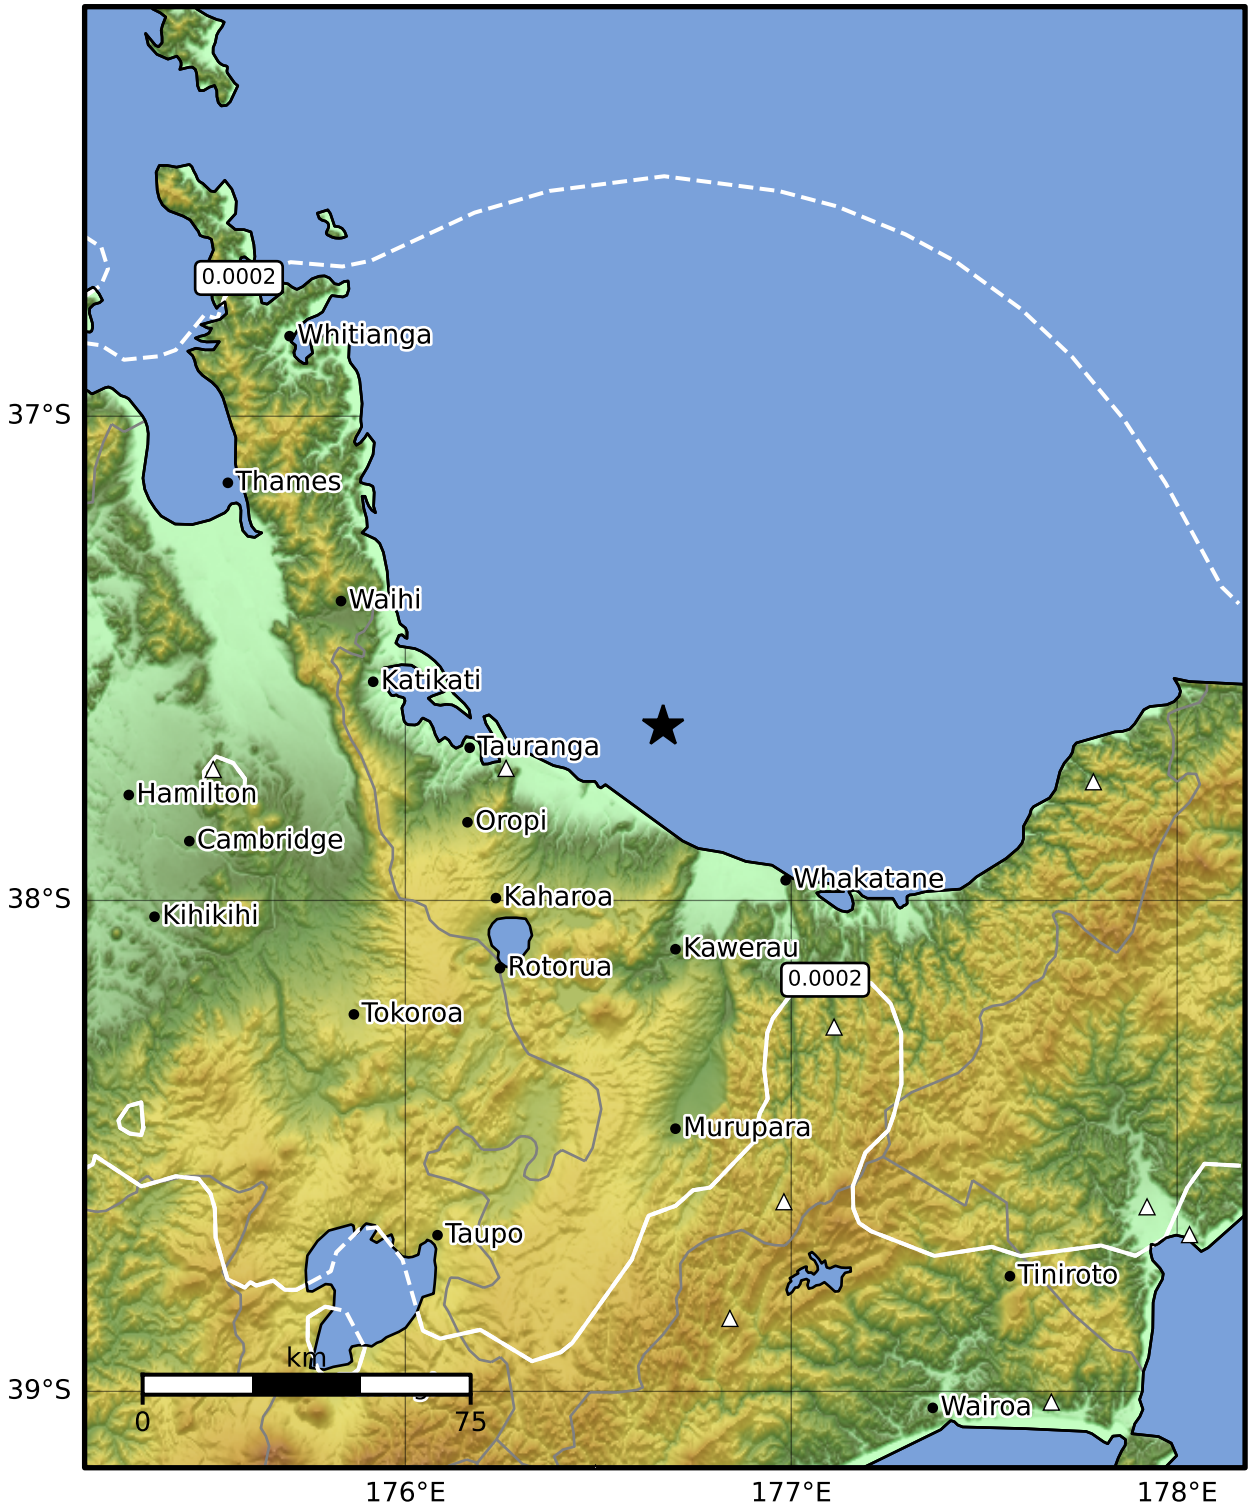 0.0002
Whitianga
37°S
Thames
Waihi
Katikati
Tauranga
Hamilton
Oropi
Cambridge
Whakatane
38°S
Kaharoa
Kihikihi
Kawerau
Rotorua
0.0002
Tokoroa
Murupara
Taupo
Tiniroto
km
39°S
Wairoa
0 75
176°E 177°E 178°E